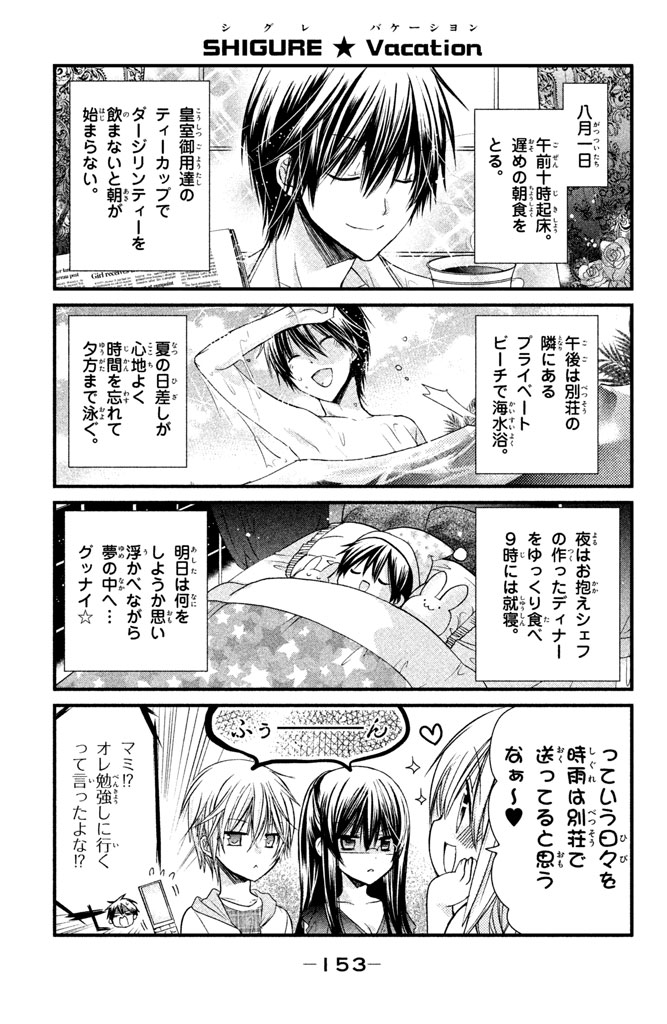 シグレ バケーション
SHIGURE ★ Vacation
八月一日
午前十時起床。
遅めの朝食を
とる。
皇室御用達の
ティーカップで
ダージリンティーを
飲まないと朝が
始まらない。
Girl received
午後は別荘の
隣にある
プライベート
ビーチで海水浴。
夏の日差しが
心地よく
時間を忘れて
夕方まで泳ぐ。
夜はお抱えシェフ
の作ったディナー
をゆっくり食べ
9時には就寝。
明日は何を
しようか思い
浮かべながら
夢の中へ…
グッナイ☆
っていう日々を
時雨は別荘で
送ってると思う
なぁ〜♥
ふぅーーーん
マミ!?
オレ勉強しに行く
って言ったよな!?
−153−